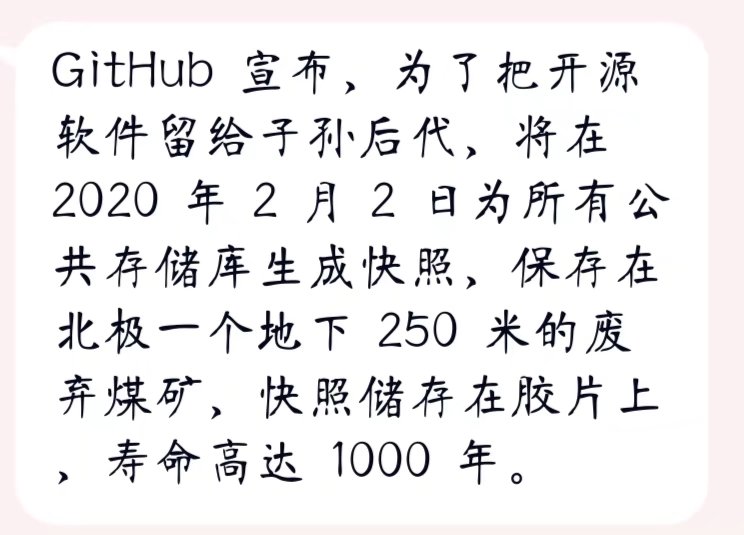 GitHub 宣布、为了把开源
软件留给子孙后代、将在
2020 年 2 月 2 日为所有公
共存储库生成快照、保存在
北极一个地下 250 米的废
弃煤矿、快照储存在胶片上
、寿命高达 1000 年。